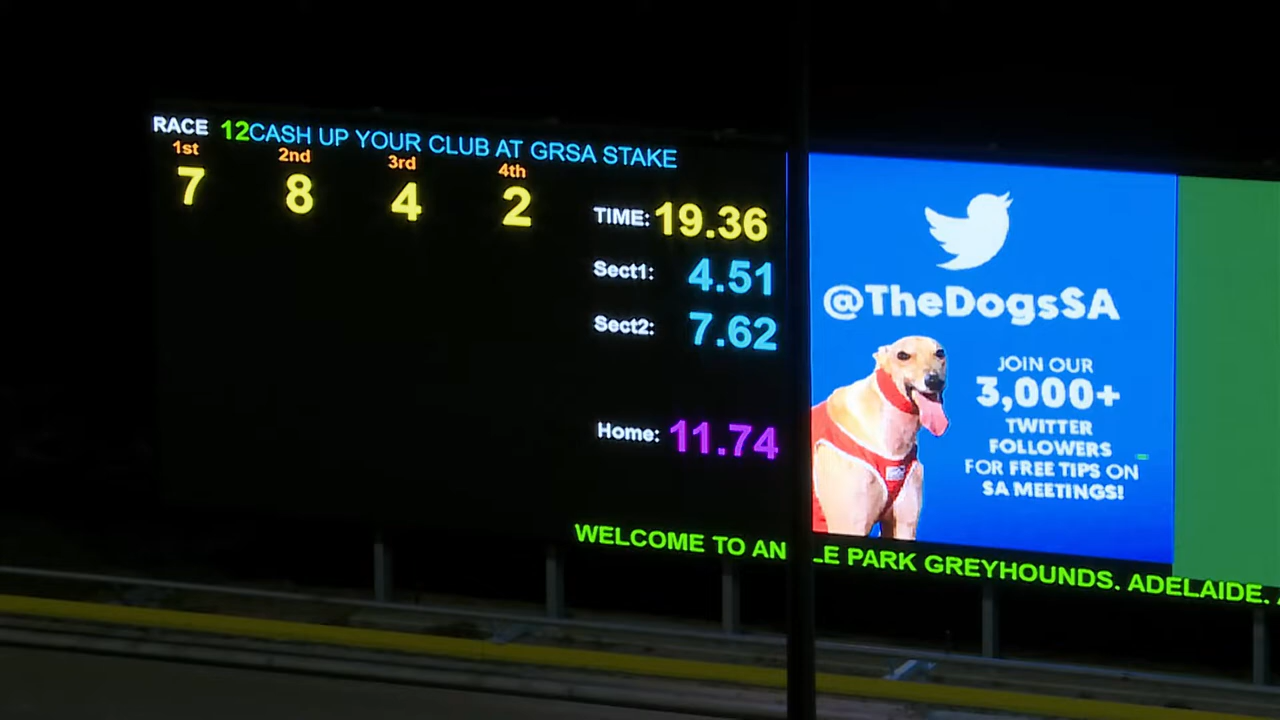 RACE 12CASH UP YOUR CLUB AT GRSA STAKE
1st 2nd 3rd 4th
7 8 4 2
TIME: 19.36
Sect1: 4.51
Sect2: 7.62
Home: 11.74
@TheDogsSA
JOIN OUR
3,000+
TWITTER
FOLLOWERS
FOR FREE TIPS ON
SA MEETINGS!
WELCOME TO AN LE PARK GREYHOUNDS. ADELAIDE.